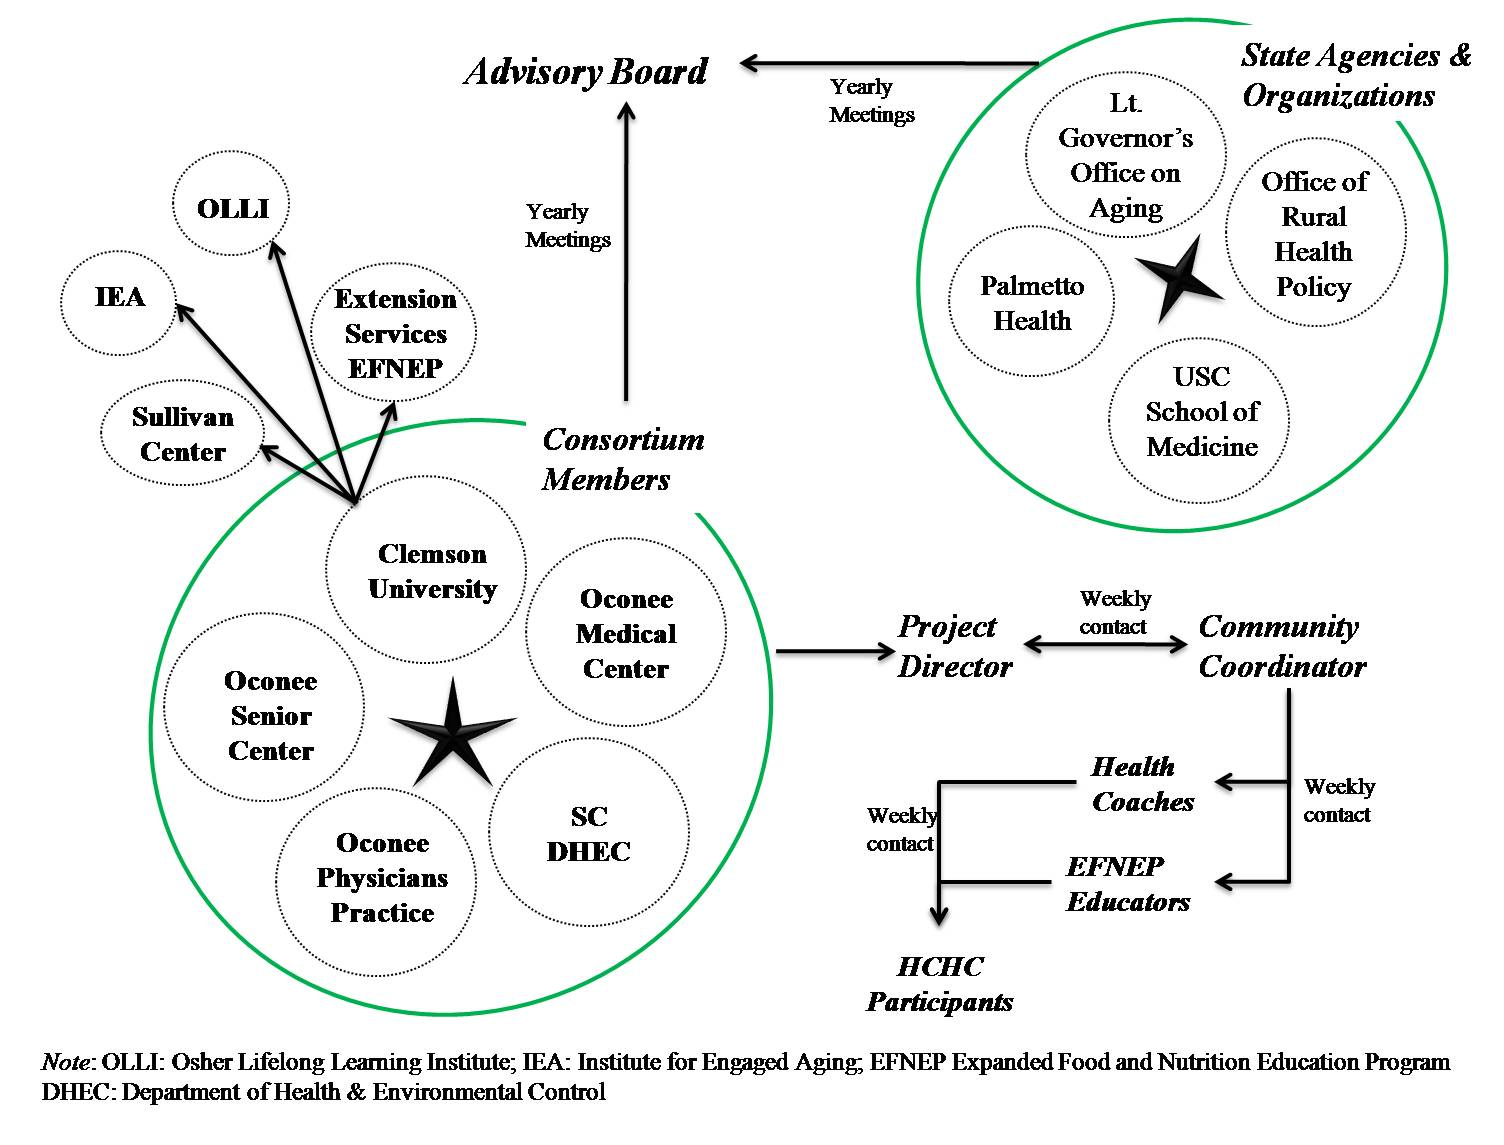 Advisory Board
Yearly
Meetings
State Agencies &
Organizations
Lt.
Governor's
Office on
Aging
Office of
Rural
Health
Policy
Palmetto
Health
USC
School of
Medicine
Yearly
Meetings
OLLI
IEA
Extension
Services
EFNEP
Sullivan
Center
Consortium
Members
Clemson
University
Oconee
Medical
Center
Oconee
Senior
Center
SC
DHEC
Oconee
Physicians
Practice
Project
Director
Weekly
contact
Community
Coordinator
Health
Coaches
Weekly
contact
Weekly
contact
EFNEP
Educators
HCHC
Participants
Note: OLLI: Osher Lifelong Learning Institute; IEA: Institute for Engaged Aging; EFNEP Expanded Food and Nutrition Education Program
DHEC: Department of Health & Environmental Control